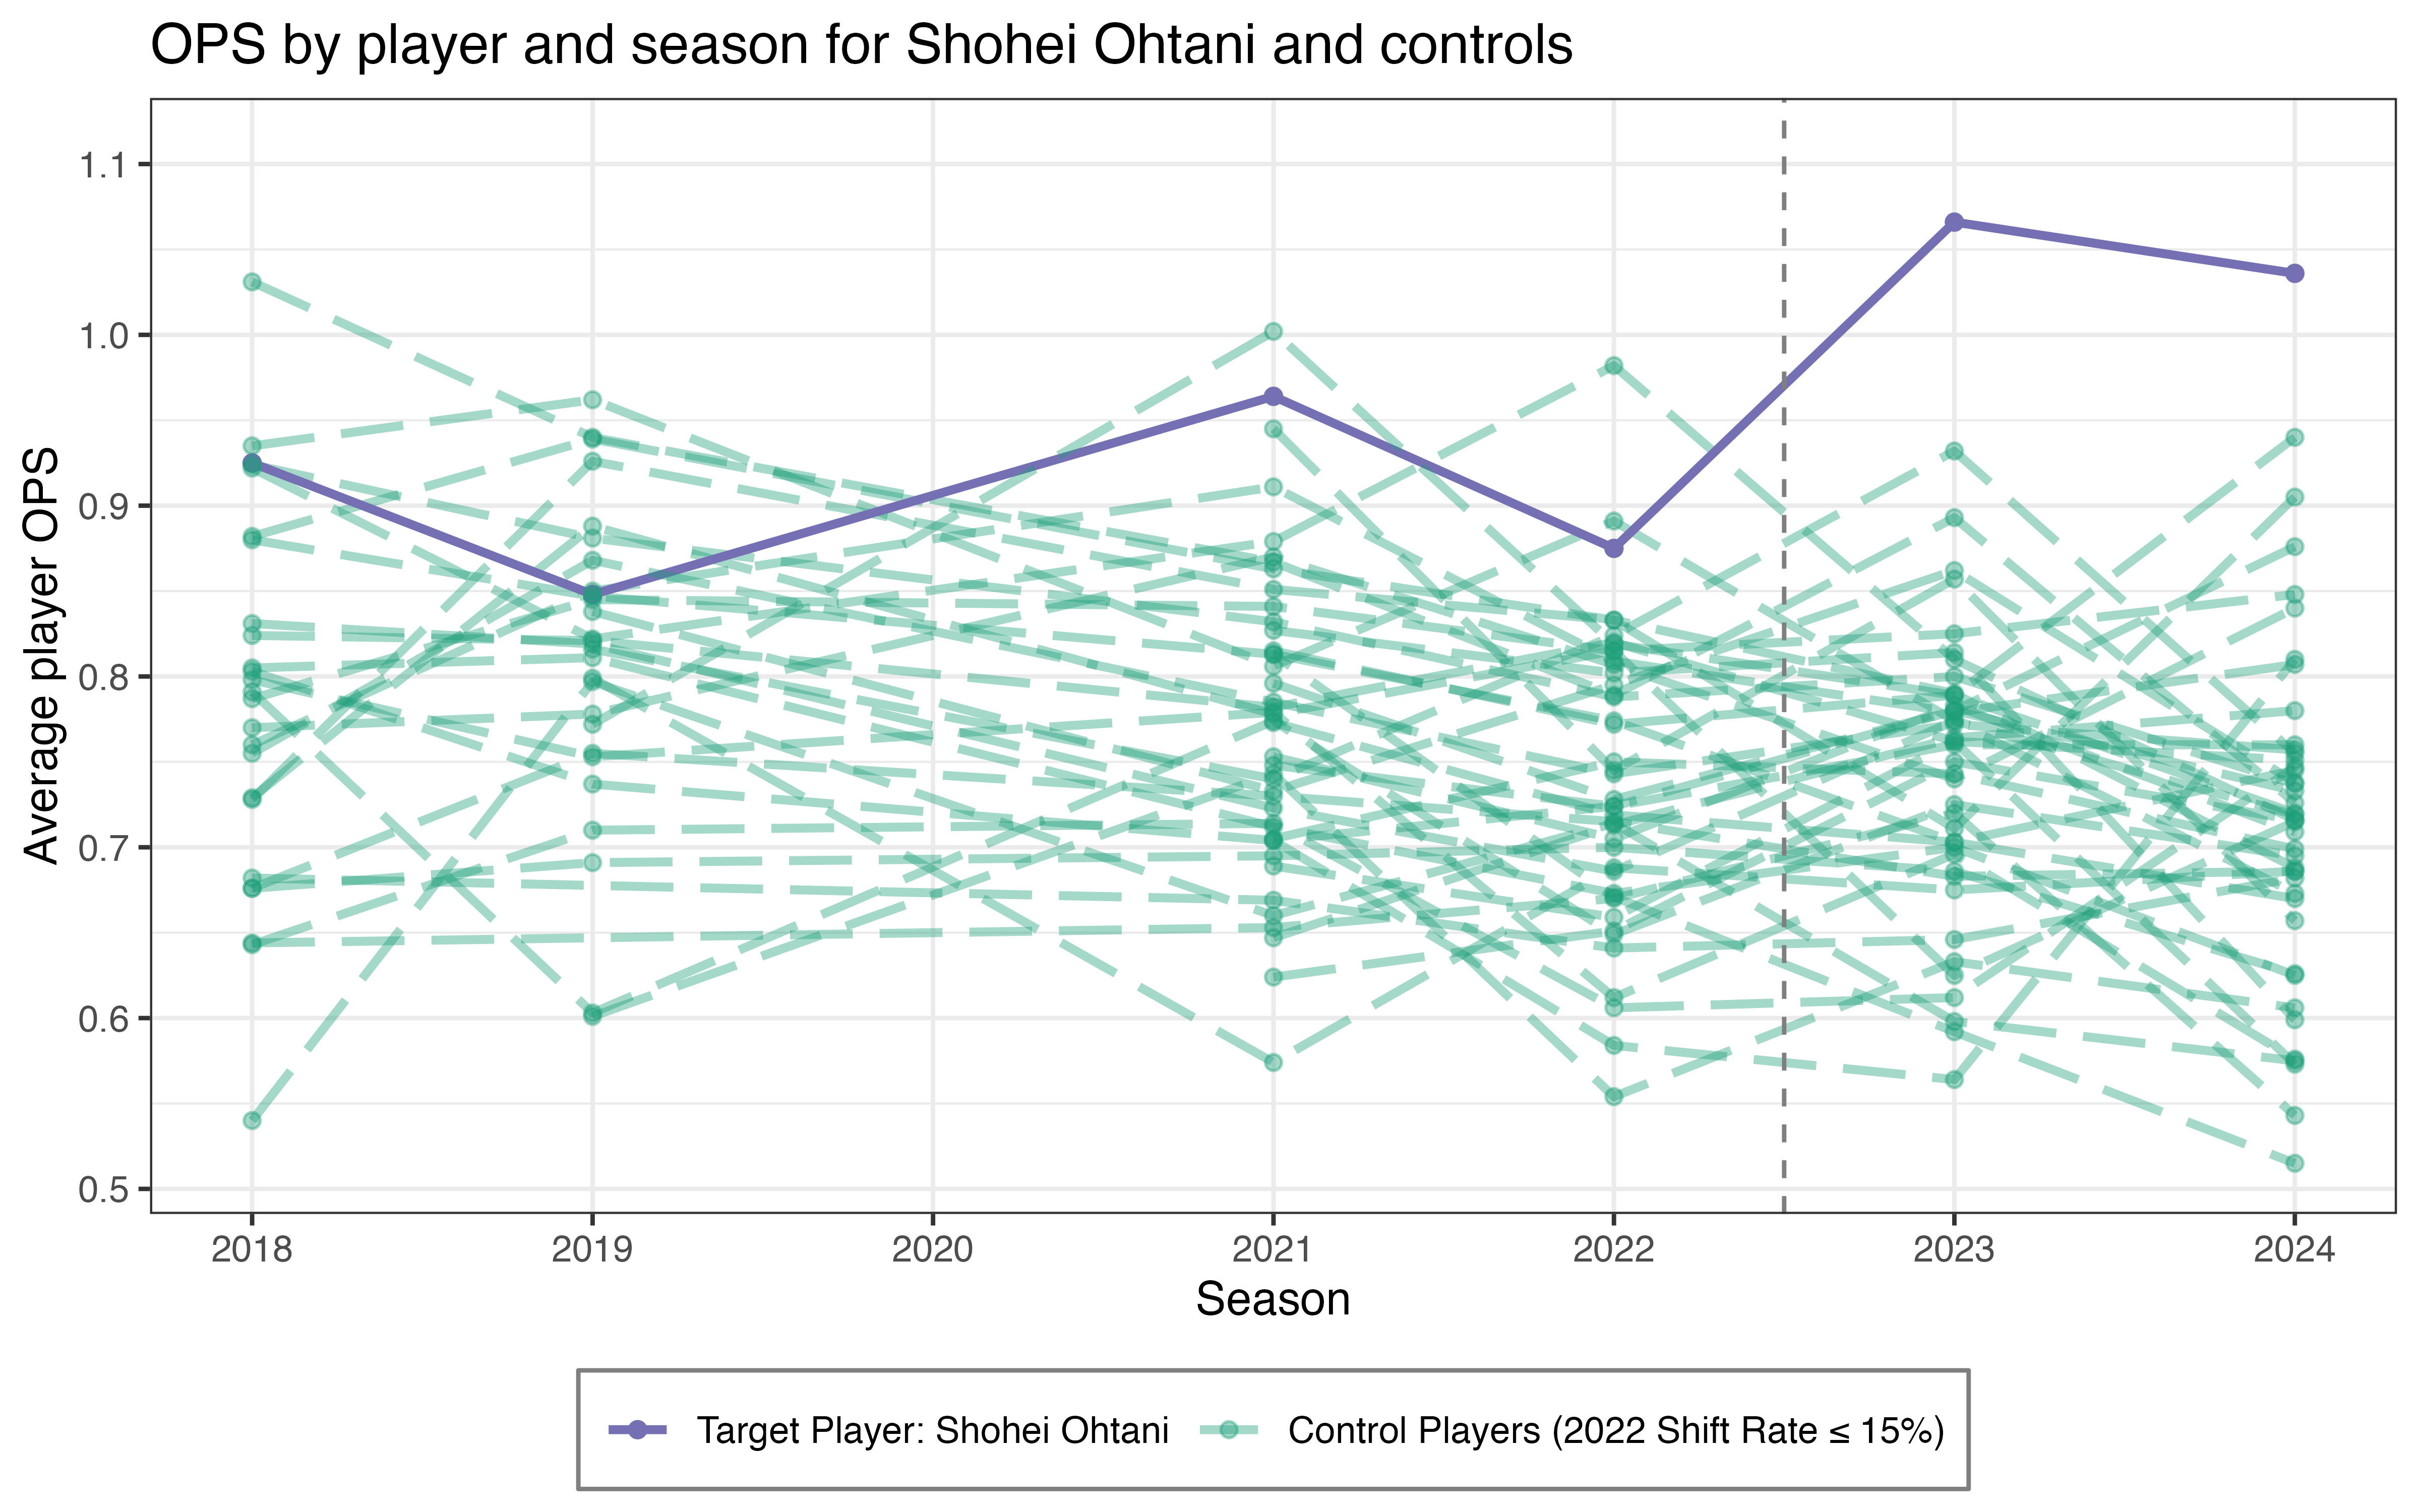 OPS by player and season for Shohei Ohtani and controls
Average player OPS
1.1
1.0
0.9
0.8
0.7
0.6
0.5
2018 2019 2020 2021 2022 2023 2024
Season
Target Player: Shohei Ohtani Control Players (2022 Shift Rate ≤ 15%)